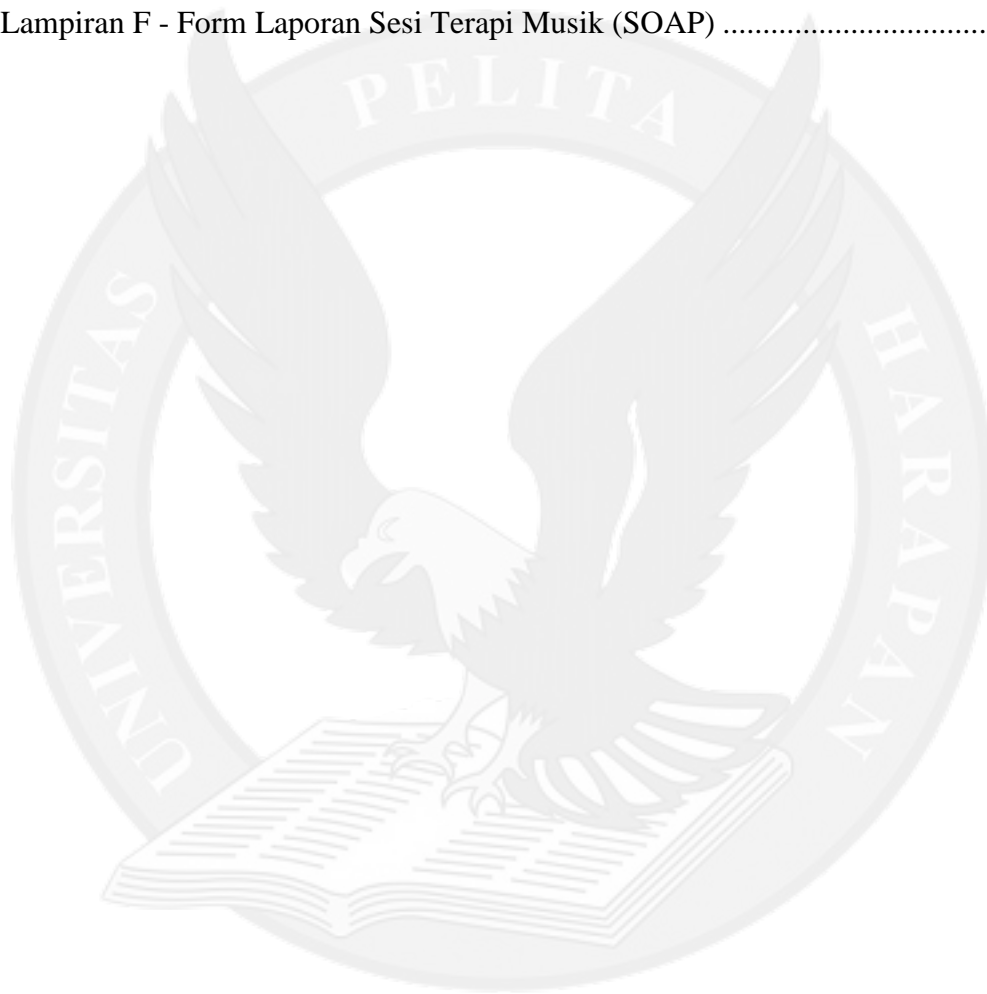 Lampiran F - Form Laporan Sesi Terapi Musik (SOAP) .................................
UNIVERSITAS PELITA HARAPAN